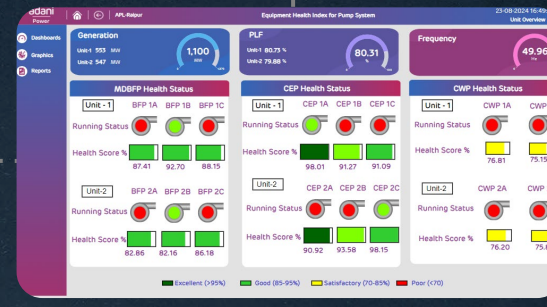 adani
Power
APL-Raipur
Equipment Health Index for Pump System
23-08-2024 16:49
Unit Overview
Dashboards
Graphics
Reports
Generation
Unit-1 553 MW
Unit-2 547 MW
1,100
MW
PLF
Unit-1 80.73 %
Unit-2 79.88 %
80.31
%
Frequency
49.96
Hz
MDBFP Health Status
Unit - 1 BFP 1A BFP 1B BFP 1C
Running Status
Health Score %
87.41 92.70 88.15
Unit-2 BFP 2A BFP 2B BFP 2C
Running Status
Health Score %
82.86 82.16 86.18
CEP Health Status
Unit - 1 CEP 1A CEP 1B CEP 1C
Running Status
Health Score %
98.01 91.27 91.09
Unit-2 CEP 2A CEP 2B CEP 2C
Running Status
Health Score %
90.92 93.58 98.15
CWP Health Status
Unit - 1 CWP 1A CWP
Running Status
Health Score %
76.81 75.15
Unit-2 CWP 2A CWP
Running Status
Health Score %
76.20 75.8
Excellent (>95%) Good (85-95%) Satisfactory (70-85%) Poor (<70)